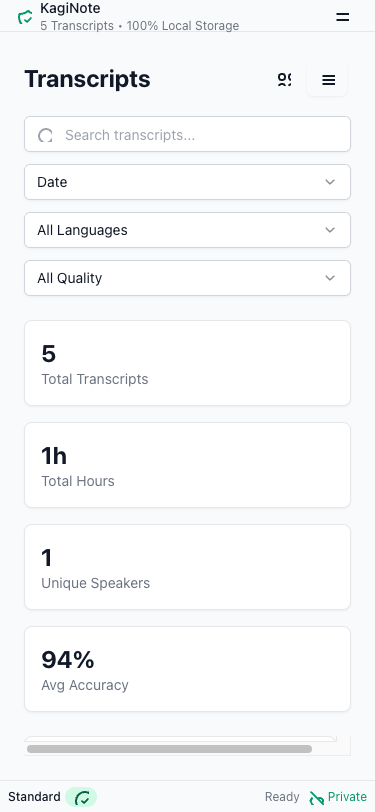 KagiNote
5 Transcripts • 100% Local Storage
Transcripts
Search transcripts...
Date
All Languages
All Quality
5
Total Transcripts
1h
Total Hours
1
Unique Speakers
94%
Avg Accuracy
Standard
Ready
Private